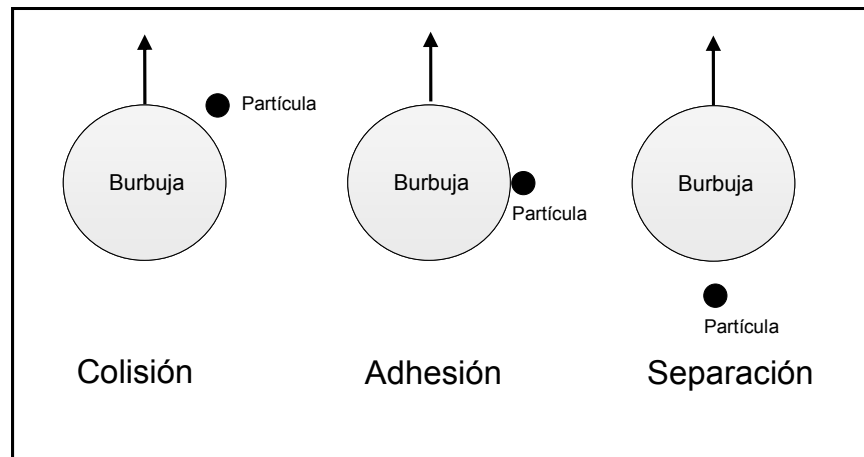 Partícula
Burbuja
Colisión
Burbuja
Partícula
Adhesión
Burbuja
Partícula
Separación